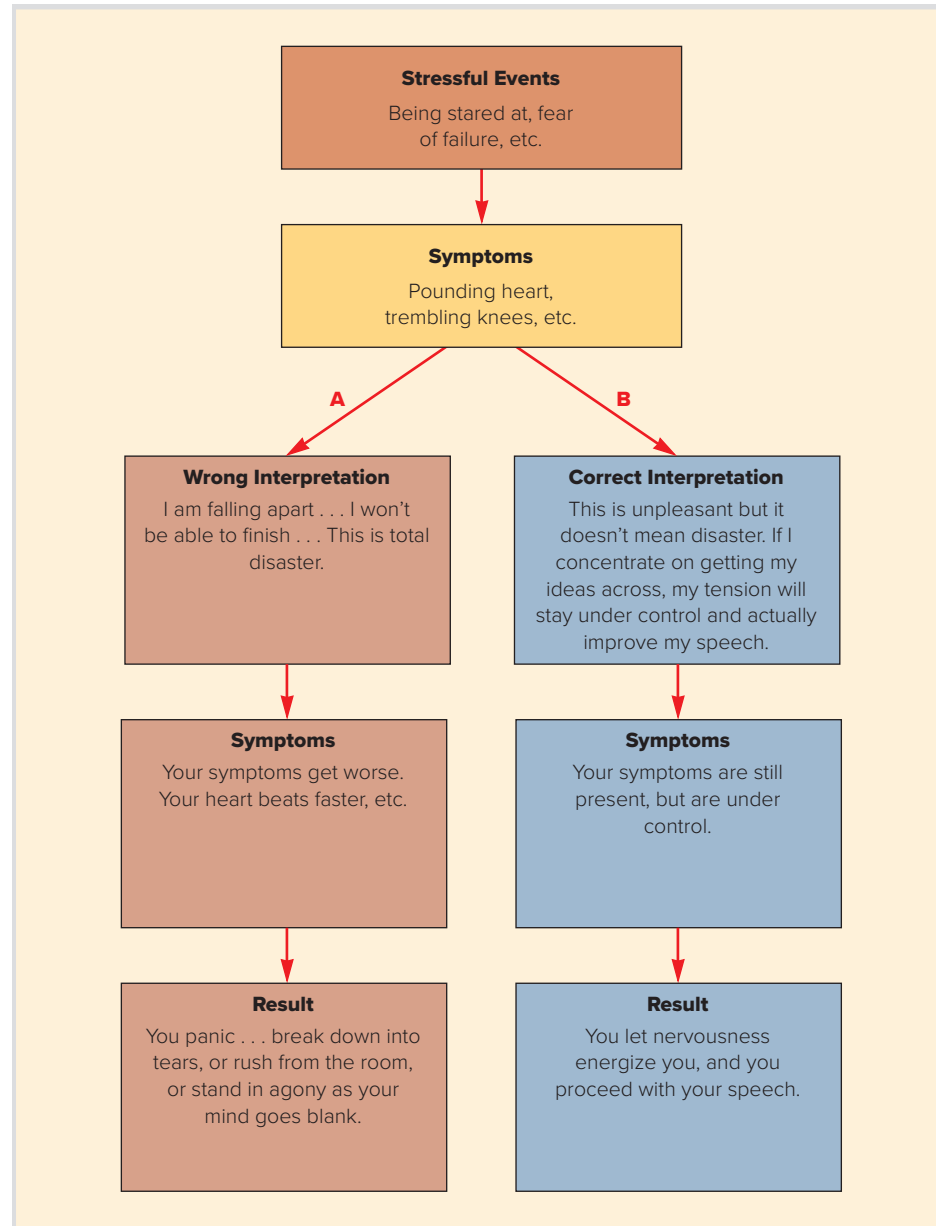 Stressful Events
Being stared at, fear
of failure, etc.
Symptoms
Pounding heart,
trembling knees, etc.
A
B
Wrong Interpretation
I am falling apart . . . I won’t
be able to finish . . . This is total
disaster.
Correct Interpretation
This is unpleasant but it
doesn’t mean disaster. If I
concentrate on getting my
ideas across, my tension will
stay under control and actually
improve my speech.
Symptoms
Your symptoms get worse.
Your heart beats faster, etc.
Symptoms
Your symptoms are still
present, but are under
control.
Result
You panic . . . break down into
tears, or rush from the room,
or stand in agony as your
mind goes blank.
Result
You let nervousness
energize you, and you
proceed with your speech.